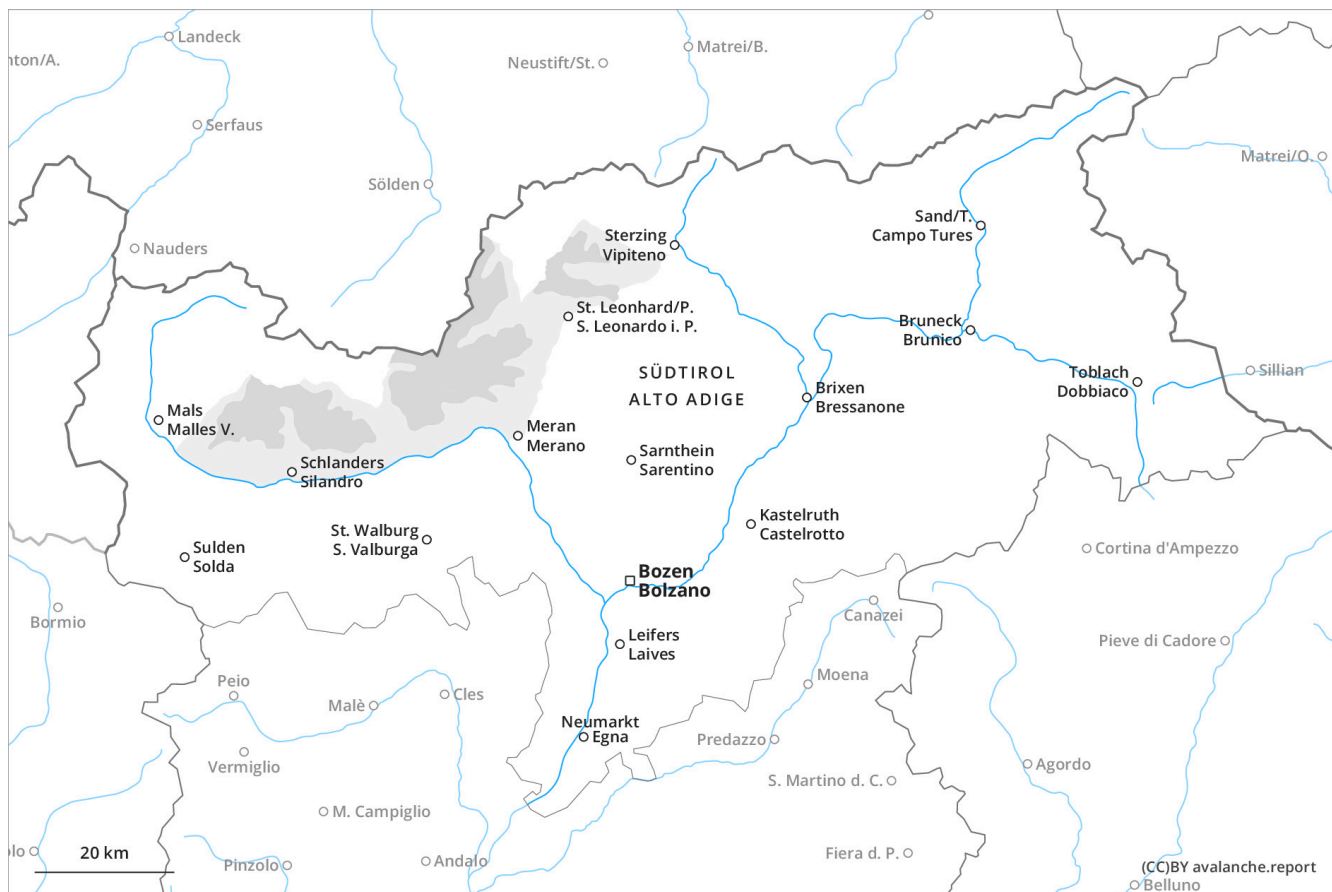 Landeck
nton/A.
Matrei/B.
Neustift/St.
Serfaus
Matrei/O.
Sölden
Sand/T.
Campo Tures
Sterzing
Vipiteno
Nauders
St. Leonhard/P.
S. Leonardo i. P.
Bruneck
Brunico
SÜDTIROL
ALTO ADIGE
Toblach
Dobbiaco
Sillian
Brixen
Bressanone
Mals
Malles V.
Meran
Merano
Sarnthein
Sarentino
Schlanders
Silandro
Kastelruth
Castelrotto
St. Walburg
S. Valburga
Sulden
Solda
Cortina d'Ampezzo
Bozen
Bolzano
Bormio
Canazei
Leifers
Laives
Pieve di Cadore
Peio
Moena
Malè
Cles
Neumarkt
Egna
Predazzo
Vermiglio
Agordo
S. Martino d. C.
M. Campiglio
20 km
olo
Pinzolo
Andalo
Fiera d. P.
(CC)BY avalanche.report
Belluno